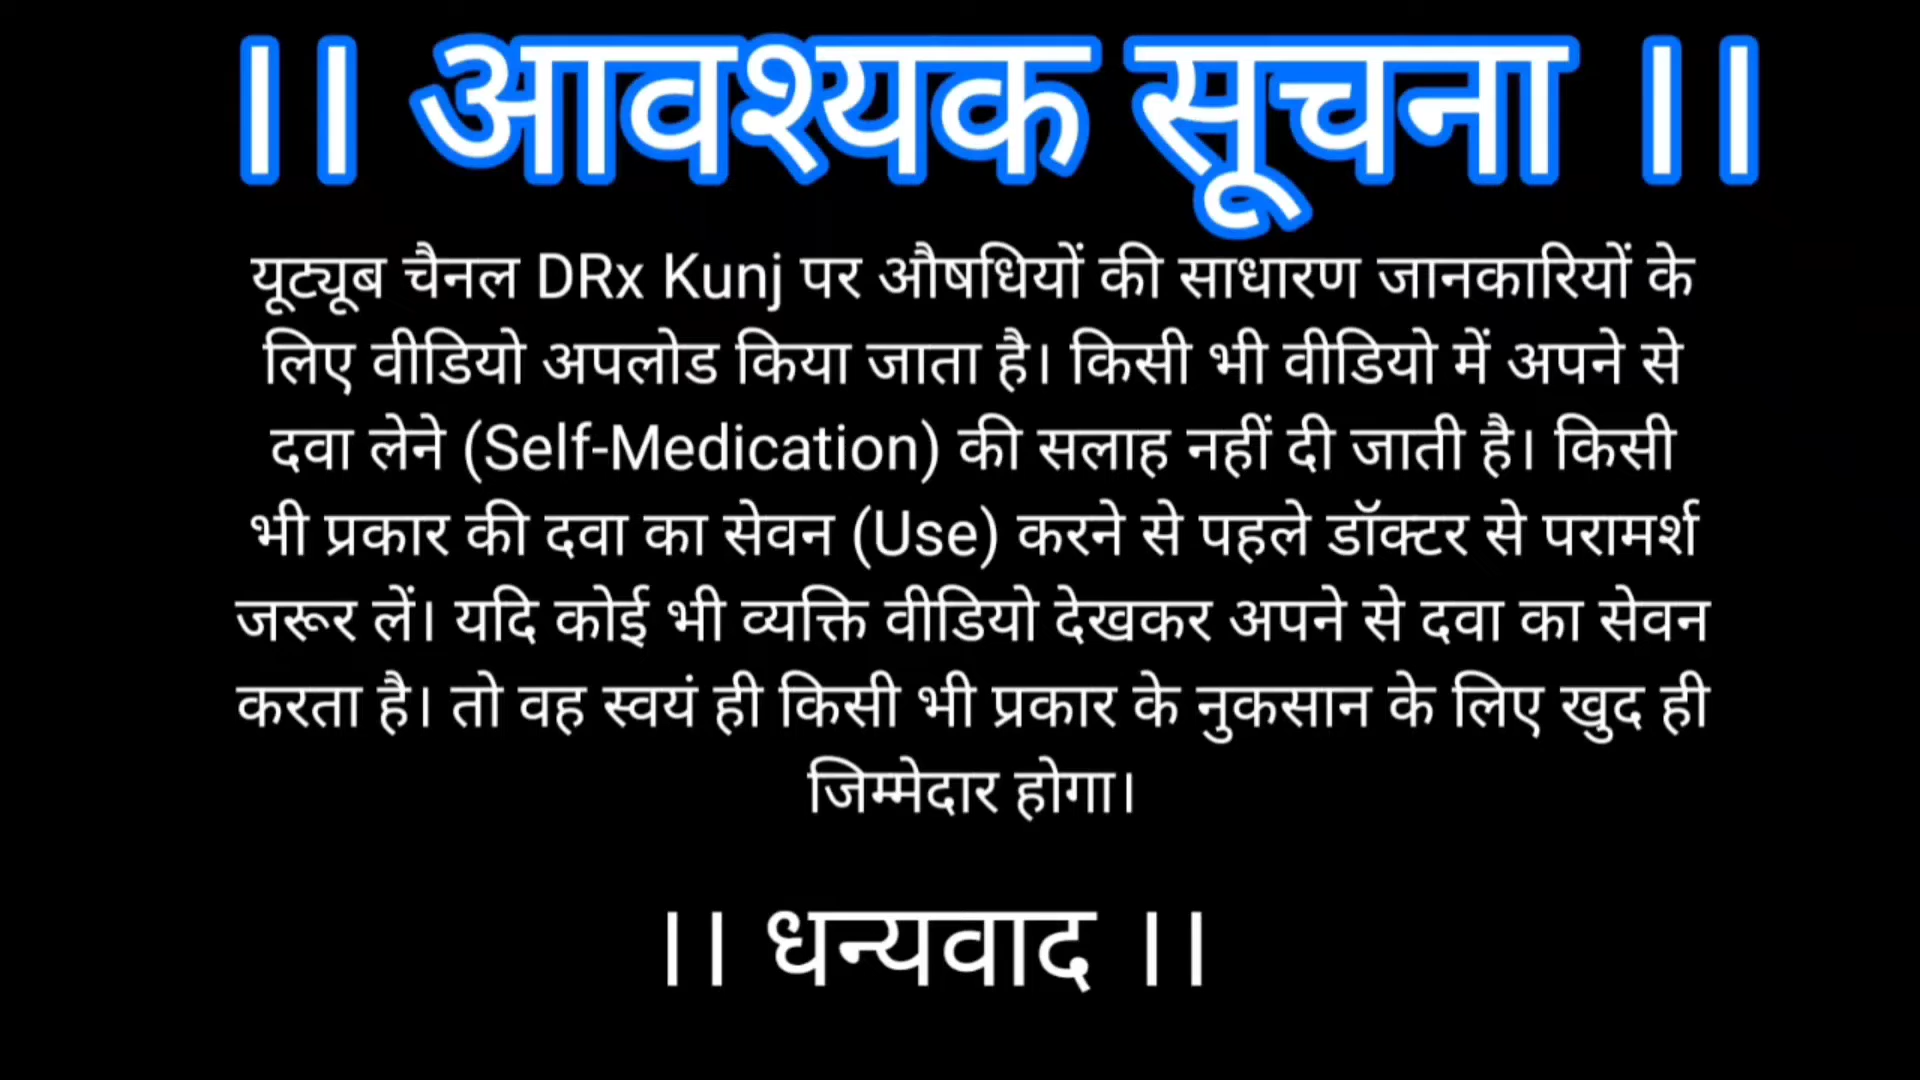 ।। आवश्यक सूचना ।।
यूट्यूब चैनल DRx Kunj पर औषधियों की साधारण जानकारियों के
लिए वीडियो अपलोड किया जाता है। किसी भी वीडियो में अपने से
दवा लेने (Self-Medication) की सलाह नहीं दी जाती है। किसी
भी प्रकार की दवा का सेवन (Use) करने से पहले डॉक्टर से परामर्श
जरूर लें। यदि कोई भी व्यक्ति वीडियो देखकर अपने से दवा का सेवन
करता है। तो वह स्वयं ही किसी भी प्रकार के नुकसान के लिए खुद ही
जिम्मेदार होगा।
।। धन्यवाद ।।